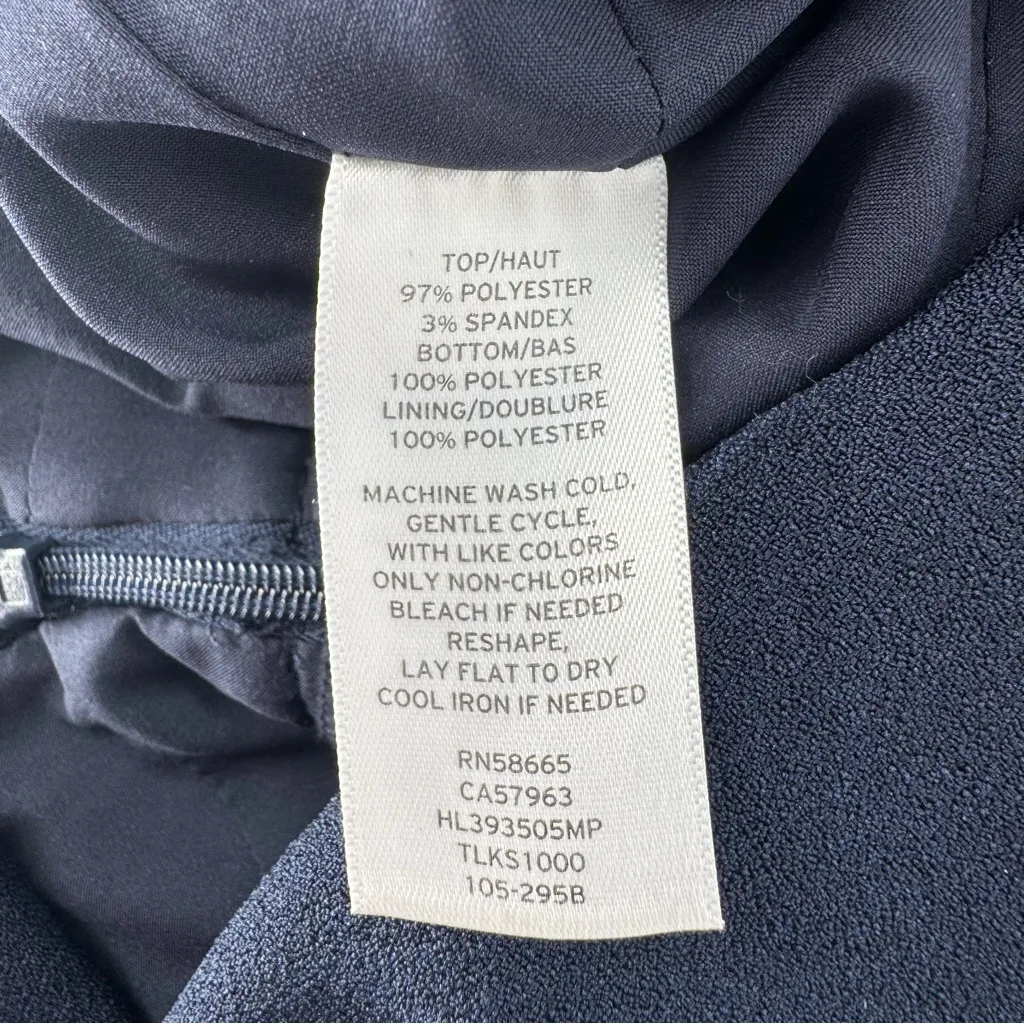 TOP/HAUT
97% POLYESTER
3% SPANDEX
BOTTOM/BAS
100% POLYESTER
LINING/DOUBLURE
100% POLYESTER
MACHINE WASH COLD,
GENTLE CYCLE,
WITH LIKE COLORS
ONLY NON-CHLORINE
BLEACH IF NEEDED
RESHAPE,
LAY FLAT TO DRY
COOL IRON IF NEEDED
RN58665
CA57963
HL393505MP
TLKS1000
105-295B